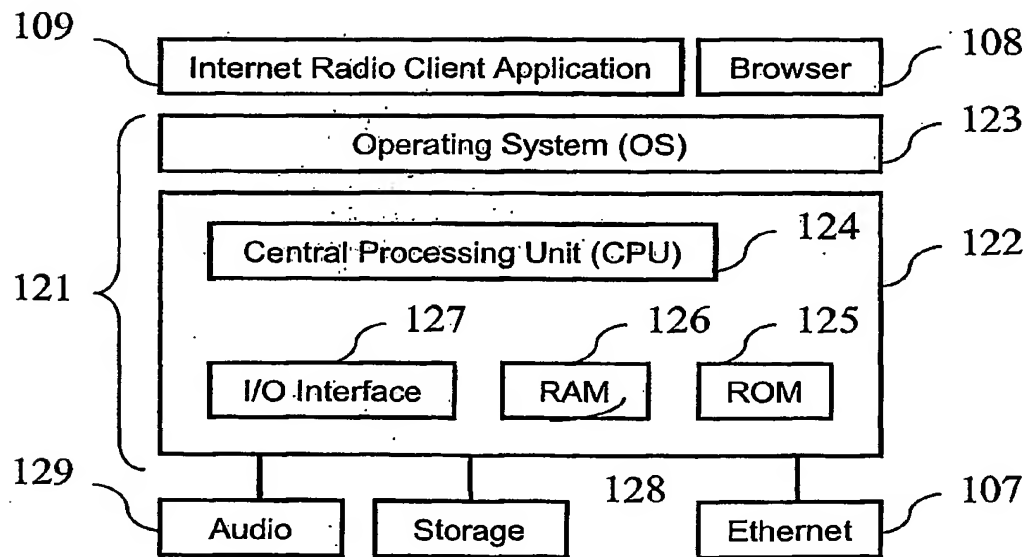 109
108
Internet Radio Client Application
Browser
123
Operating System (OS)
124
Central Processing Unit (CPU)
122
121
127
126
125
I/O Interface
RAM
ROM
129
128
107
Audio
Storage
Ethernet